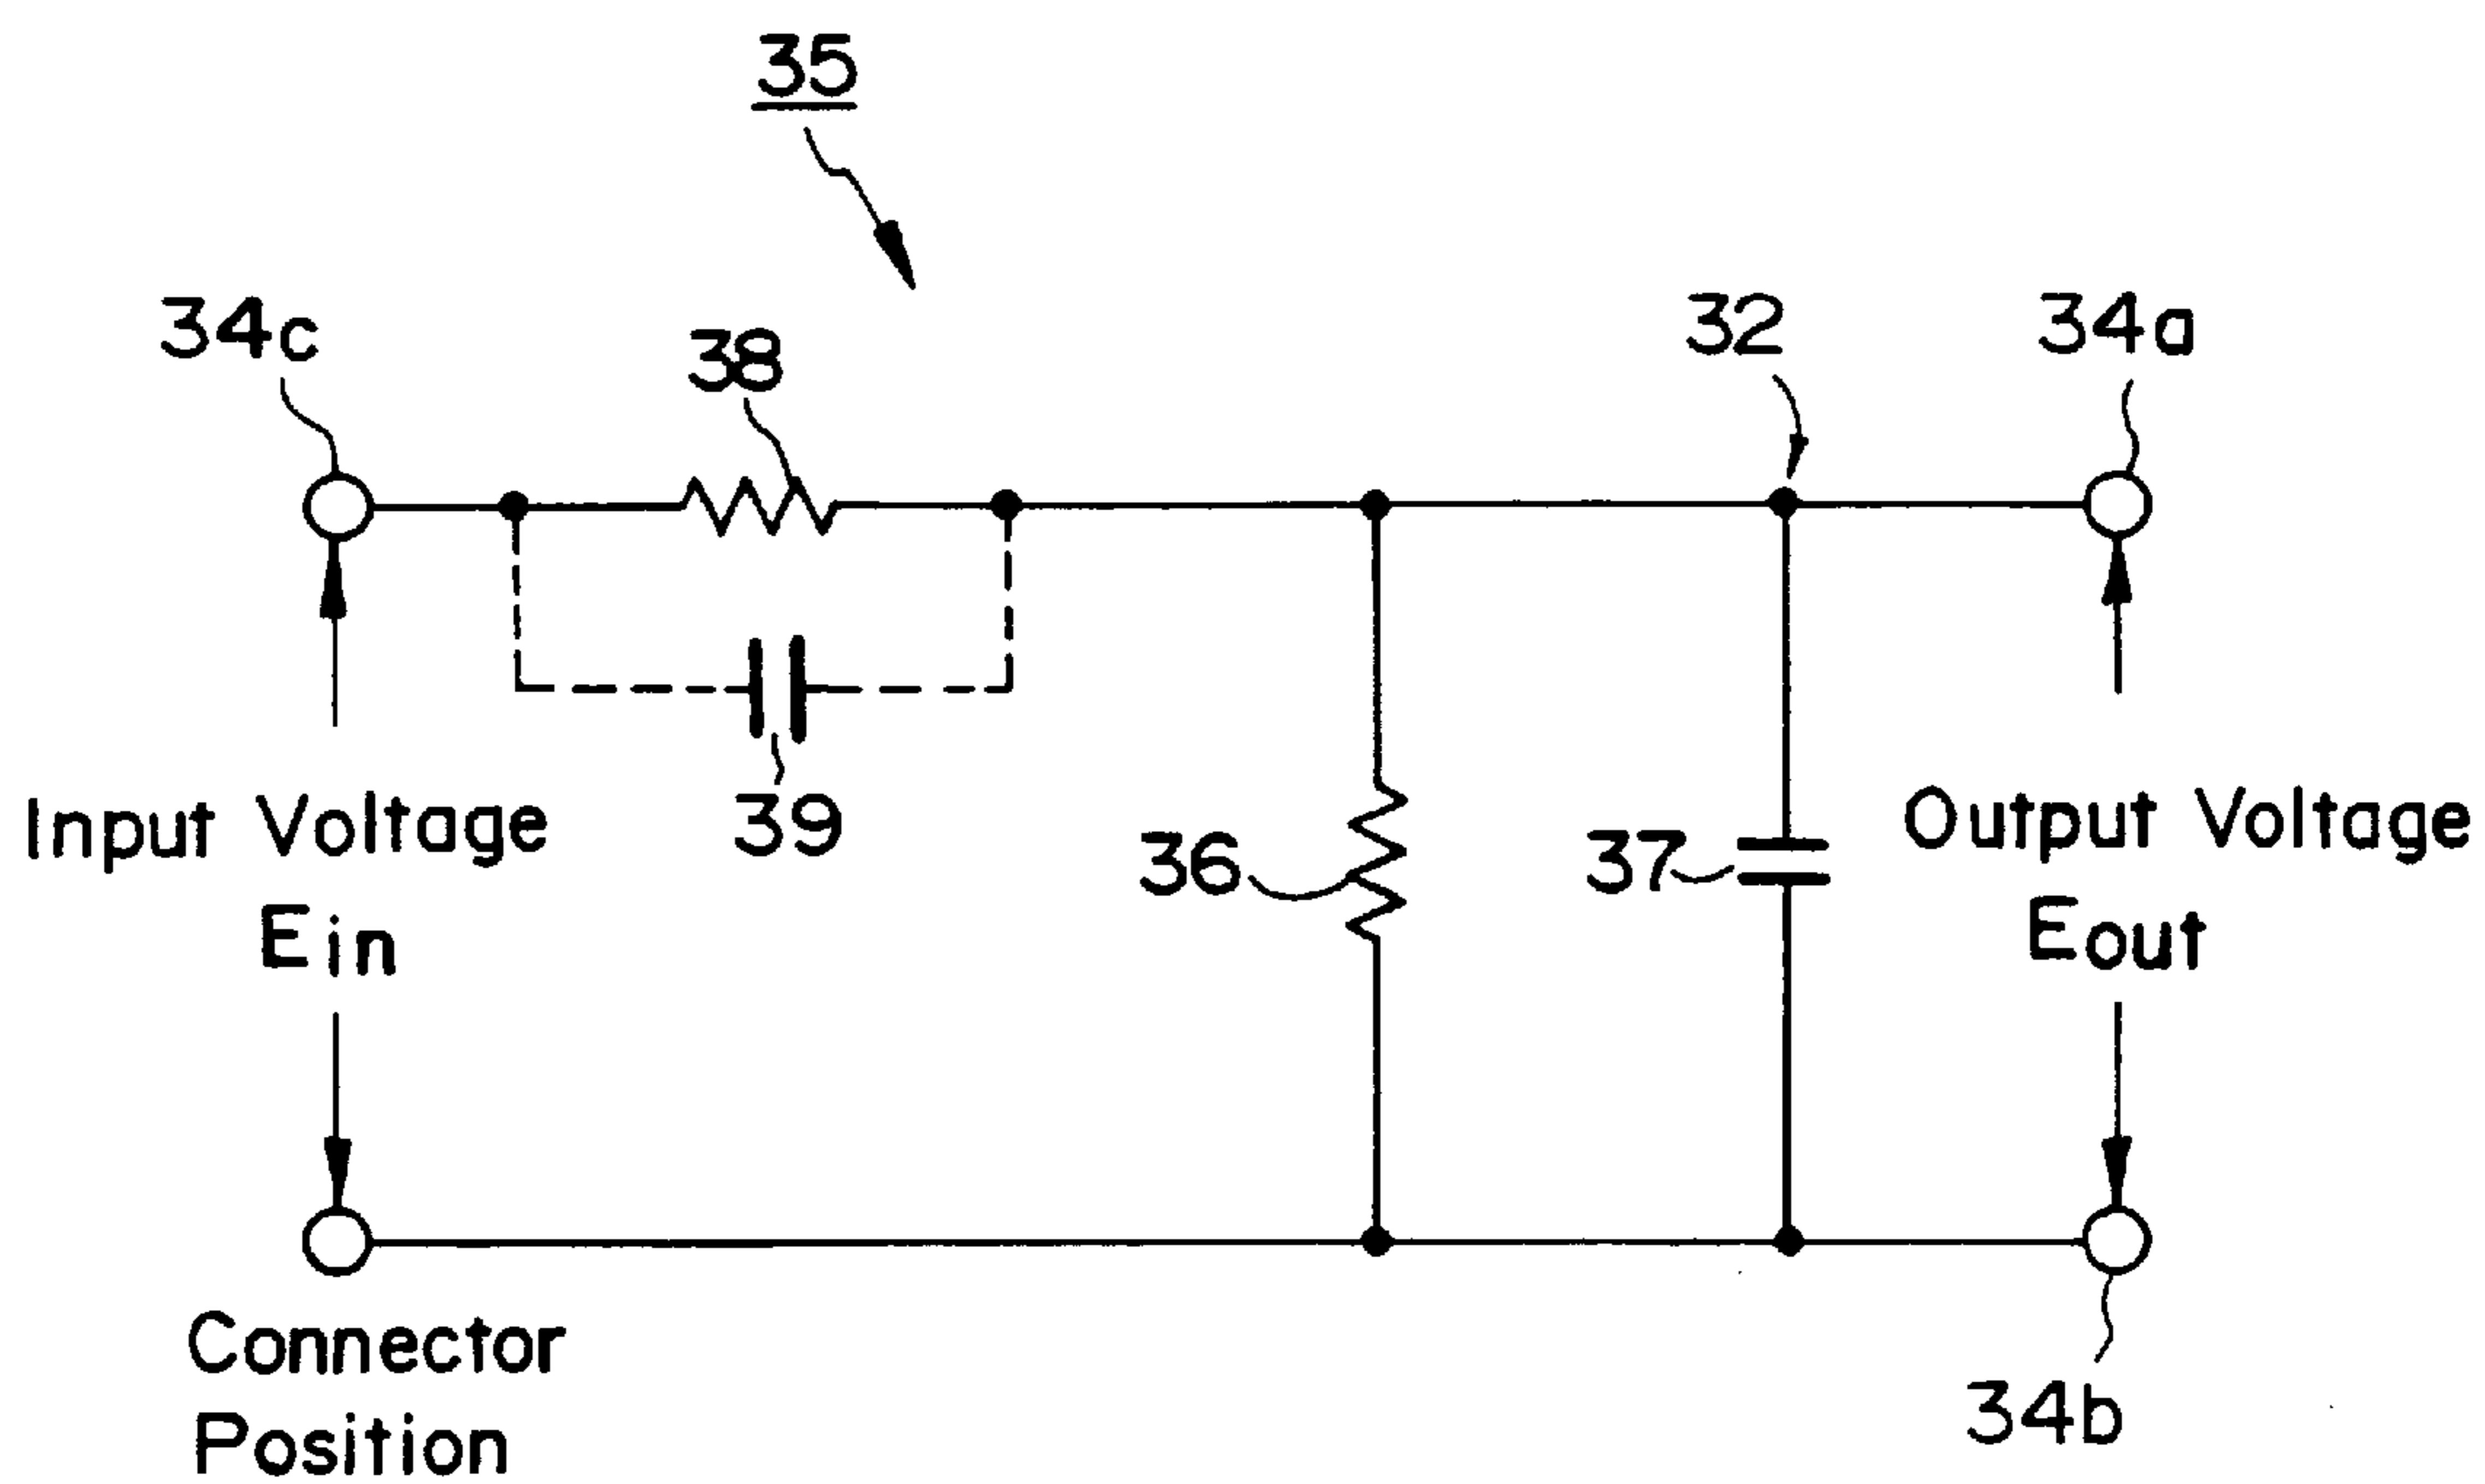 35
34c
38
32
34a
39
Input Voltage
Ein
36
37
Output Voltage
Eout
Connector
Position
34b